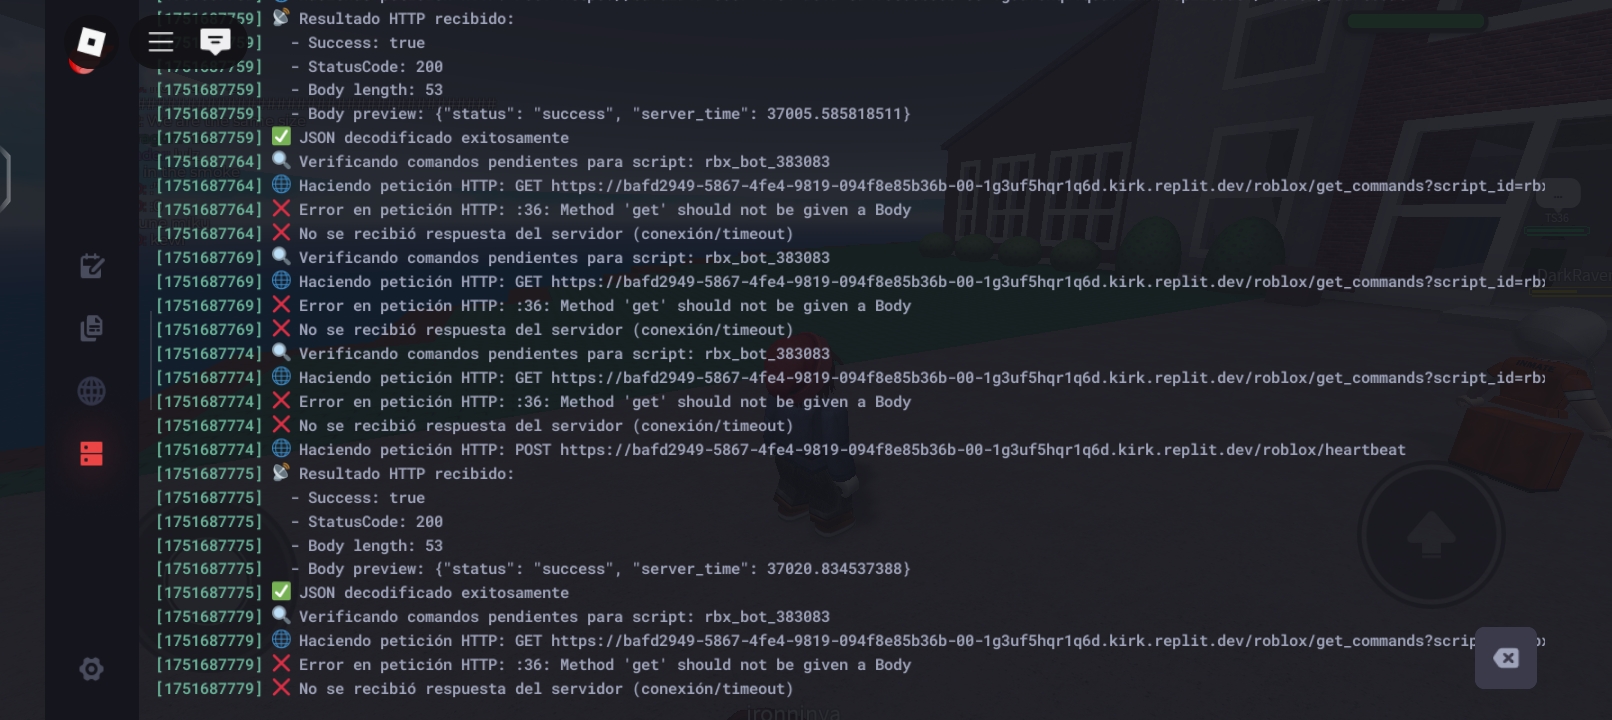 [1751687759] 📡 Resultado HTTP recibido:
[1751687759] - Success: true
[1751687759] - StatusCode: 200
[1751687759] - Body length: 53
[1751687759] - Body preview: {"status": "success", "server_time": 37005.585818511}
[1751687759] ✅ JSON decodificado exitosamente
[1751687764] 🔍 Verificando comandos pendientes para script: rbx_bot_383083
[1751687764] 🌐 Haciendo petición HTTP: GET https://bafd2949-5867-4fe4-9819-094f8e85b36b-00-1g3uf5hqr1q6d.kirk.replit.dev/roblox/get_commands?script_id=rbx
[1751687764] ❌ Error en petición HTTP: :36: Method 'get' should not be given a Body
[1751687764] ❌ No se recibió respuesta del servidor (conexión/timeout)
[1751687769] 🔍 Verificando comandos pendientes para script: rbx_bot_383083
[1751687769] 🌐 Haciendo petición HTTP: GET https://bafd2949-5867-4fe4-9819-094f8e85b36b-00-1g3uf5hqr1q6d.kirk.replit.dev/roblox/get_commands?script_id=rbx
[1751687769] ❌ Error en petición HTTP: :36: Method 'get' should not be given a Body
[1751687769] ❌ No se recibió respuesta del servidor (conexión/timeout)
[1751687774] 🔍 Verificando comandos pendientes para script: rbx_bot_383083
[1751687774] 🌐 Haciendo petición HTTP: GET https://bafd2949-5867-4fe4-9819-094f8e85b36b-00-1g3uf5hqr1q6d.kirk.replit.dev/roblox/get_commands?script_id=rbx
[1751687774] ❌ Error en petición HTTP: :36: Method 'get' should not be given a Body
[1751687774] ❌ No se recibió respuesta del servidor (conexión/timeout)
[1751687774] 🌐 Haciendo petición HTTP: POST https://bafd2949-5867-4fe4-9819-094f8e85b36b-00-1g3uf5hqr1q6d.kirk.replit.dev/roblox/heartbeat
[1751687775] 📡 Resultado HTTP recibido:
[1751687775] - Success: true
[1751687775] - StatusCode: 200
[1751687775] - Body length: 53
[1751687775] - Body preview: {"status": "success", "server_time": 37020.834537388}
[1751687775] ✅ JSON decodificado exitosamente
[1751687779] 🔍 Verificando comandos pendientes para script: rbx_bot_383083
[1751687779] 🌐 Haciendo petición HTTP: GET https://bafd2949-5867-4fe4-9819-094f8e85b36b-00-1g3uf5hqr1q6d.kirk.replit.dev/roblox/get_commands?scrip
[1751687779] ❌ Error en petición HTTP: :36: Method 'get' should not be given a Body
[1751687779] ❌ No se recibió respuesta del servidor (conexión/timeout)
DarkRave
ironninya